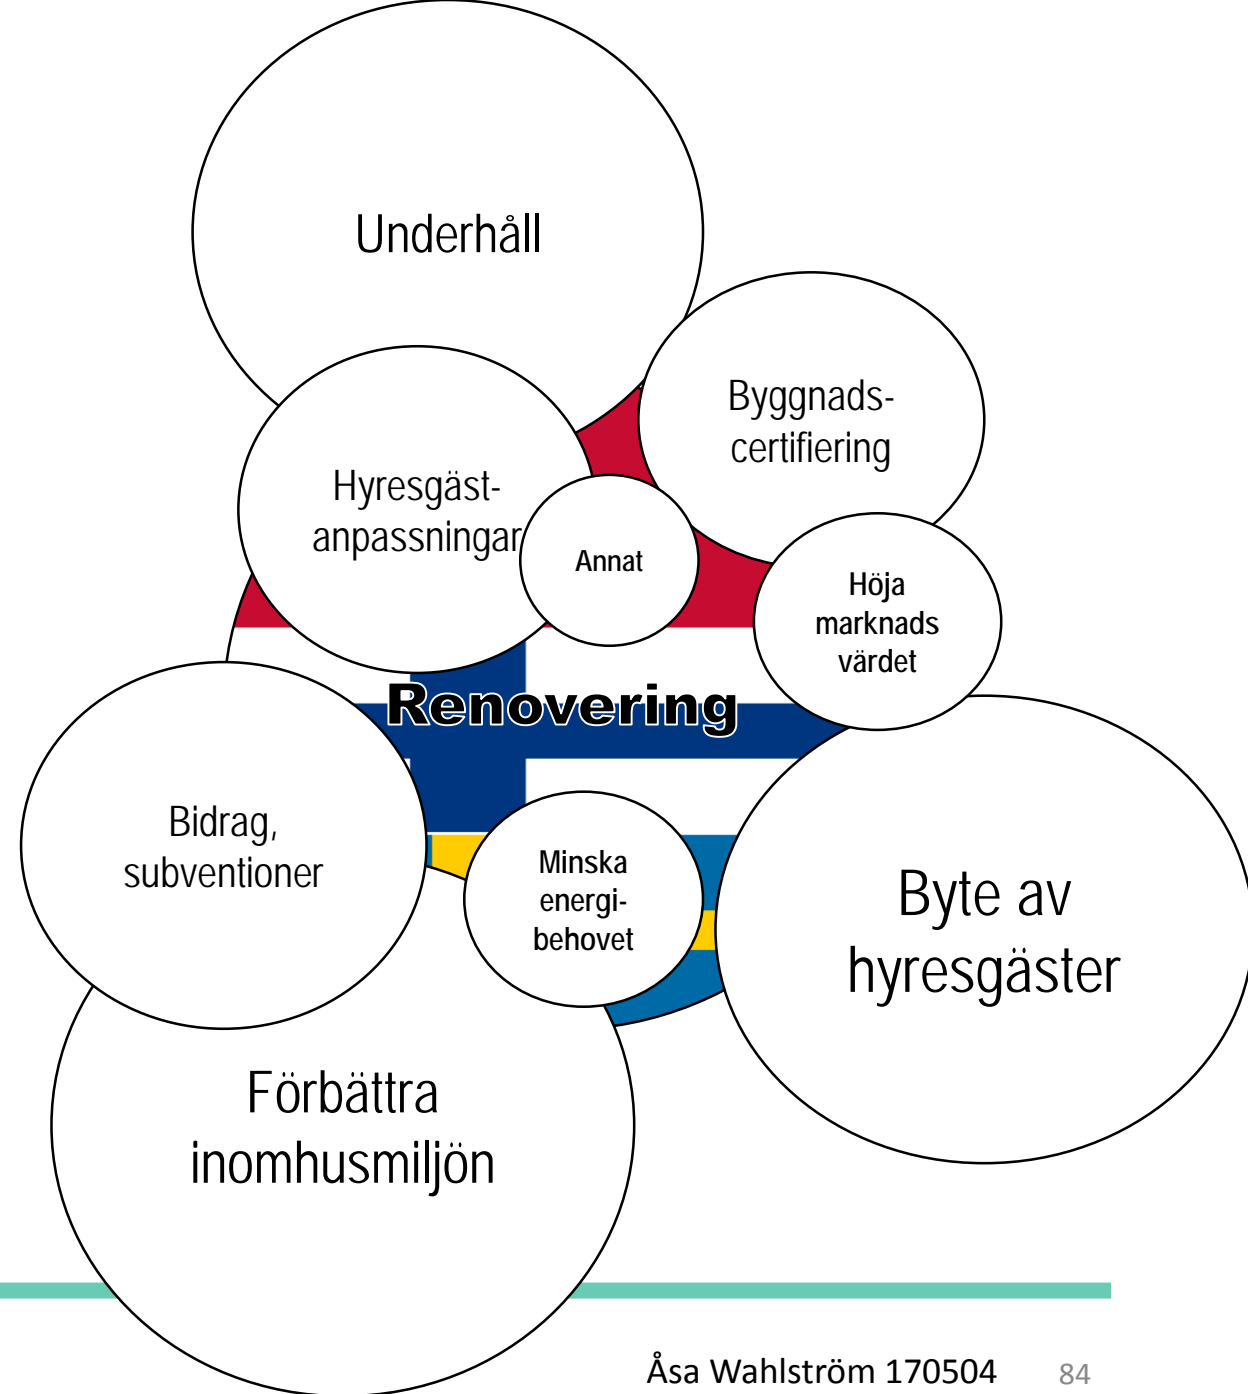 Underhåll
Byggnads-
certifiering
Hyresgäst-
anpassningar
Annat
Höja
marknads
värdet
Renovering
Bidrag,
subventioner
Minska
energi-
behovet
Byte av
hyresgäster
Förbättra
inomhusmiljön
Åsa Wahlström 170504
84